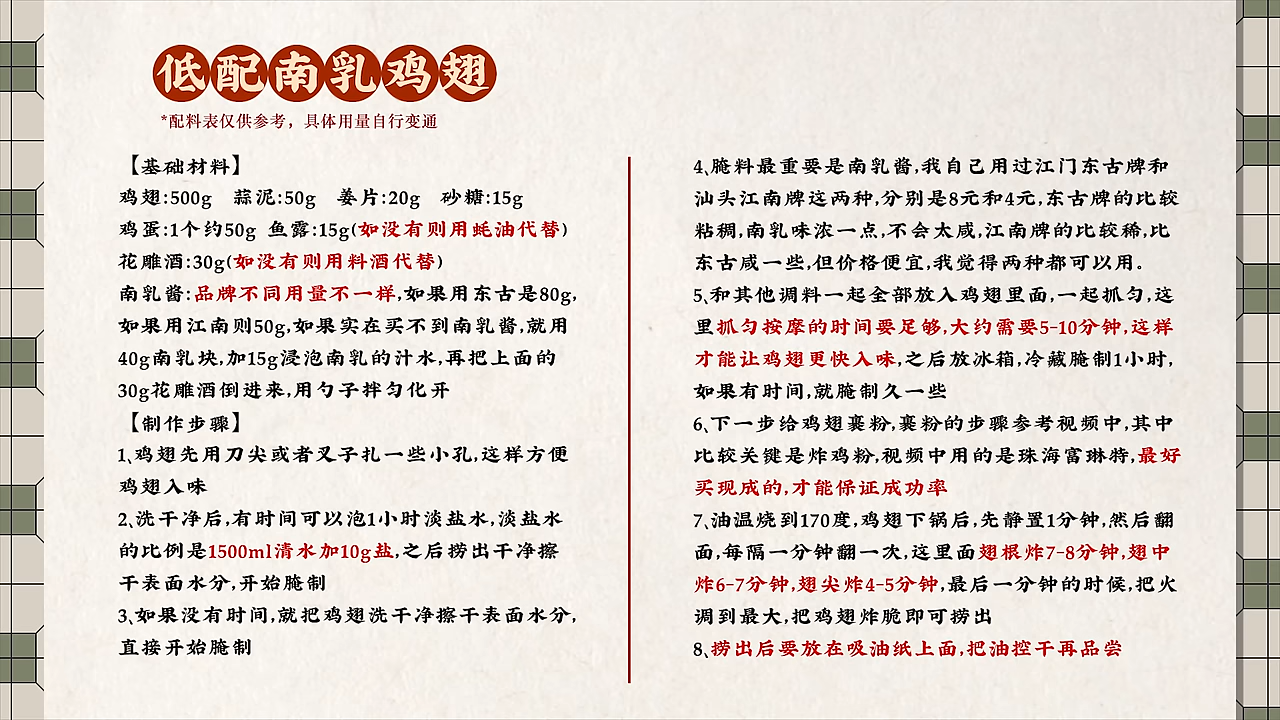 低配南乳鸡翅
*配料表仅供参考，具体用量自行变通
【基础材料】
鸡翅:500g 蒜泥:50g 姜片:20g 砂糖:15g
鸡蛋:1个约50g 鱼露:15g(如没有则用蚝油代替)
花雕酒:30g(如没有则用料酒代替)
南乳酱:品牌不同用量不一样,如果用东古是80g,
如果用江南则50g,如果实在买不到南乳酱,就用
40g南乳块,加15g浸泡南乳的汁水,再把上面的
30g花雕酒倒进来,用勺子拌匀化开
【制作步骤】
1、鸡翅先用刀尖或者叉子扎一些小孔,这样方便
鸡翅入味
2、洗干净后,有时间可以泡1小时淡盐水,淡盐水
的比例是1500ml清水加10g盐,之后捞出干净擦
干表面水分,开始腌制
3、如果没有时间,就把鸡翅洗干净擦干表面水分,
直接开始腌制
4、腌料最重要是南乳酱,我自己用过江门东古牌和
汕头江南牌这两种,分别是8元和4元,东古牌的比较
粘稠,南乳味浓一点,不会太咸,江南牌的比较稀,比
东古咸一些,但价格便宜,我觉得两种都可以用。
5、和其他调料一起全部放入鸡翅里面,一起抓匀,这
里抓匀按摩的时间要足够,大约需要5-10分钟,这样
才能让鸡翅更快入味,之后放冰箱,冷藏腌制1小时,
如果有时间,就腌制久一些
6、下一步给鸡翅裹粉,裹粉的步骤参考视频中,其中
比较关键是炸鸡粉,视频中用的是珠海富琳特,最好
买现成的,才能保证成功率
7、油温烧到170度,鸡翅下锅后,先静置1分钟,然后翻
面,每隔一分钟翻一次,这里面翅根炸7-8分钟,翅中
炸6-7分钟,翅尖炸4-5分钟,最后一分钟的时候,把火
调到最大,把鸡翅炸脆即可捞出
8、捞出后要放在吸油纸上面,把油控干再品尝